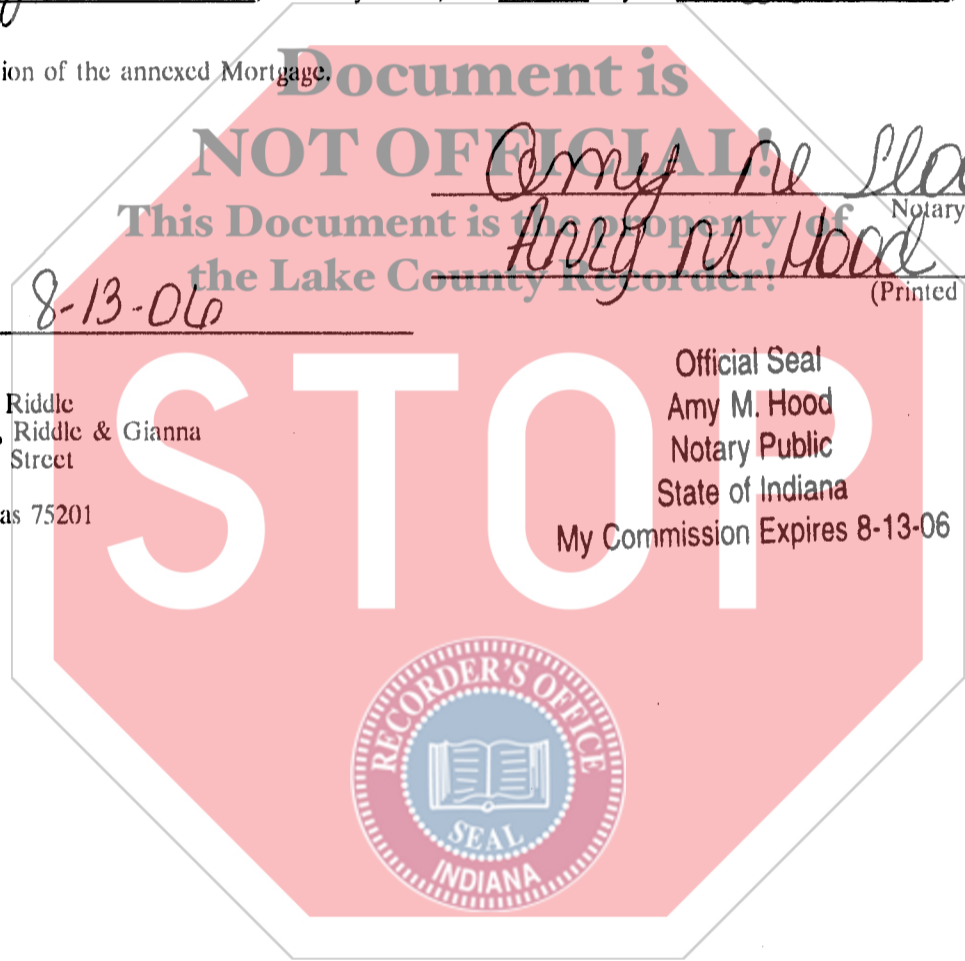 ion of the annexed Mortgage.
Document is
NOT OFFICIAL!
This Document is the property of
the Lake County Recorder!
Amy M
Notary
Amy M Hood
(Printed
8-13-06
Riddle
Riddle & Gianna
Street
as 75201
Official Seal
Amy M. Hood
Notary Public
State of Indiana
My Commission Expires 8-13-06
STOP
RECORDER'S OFFICE
SEAL
INDIANA